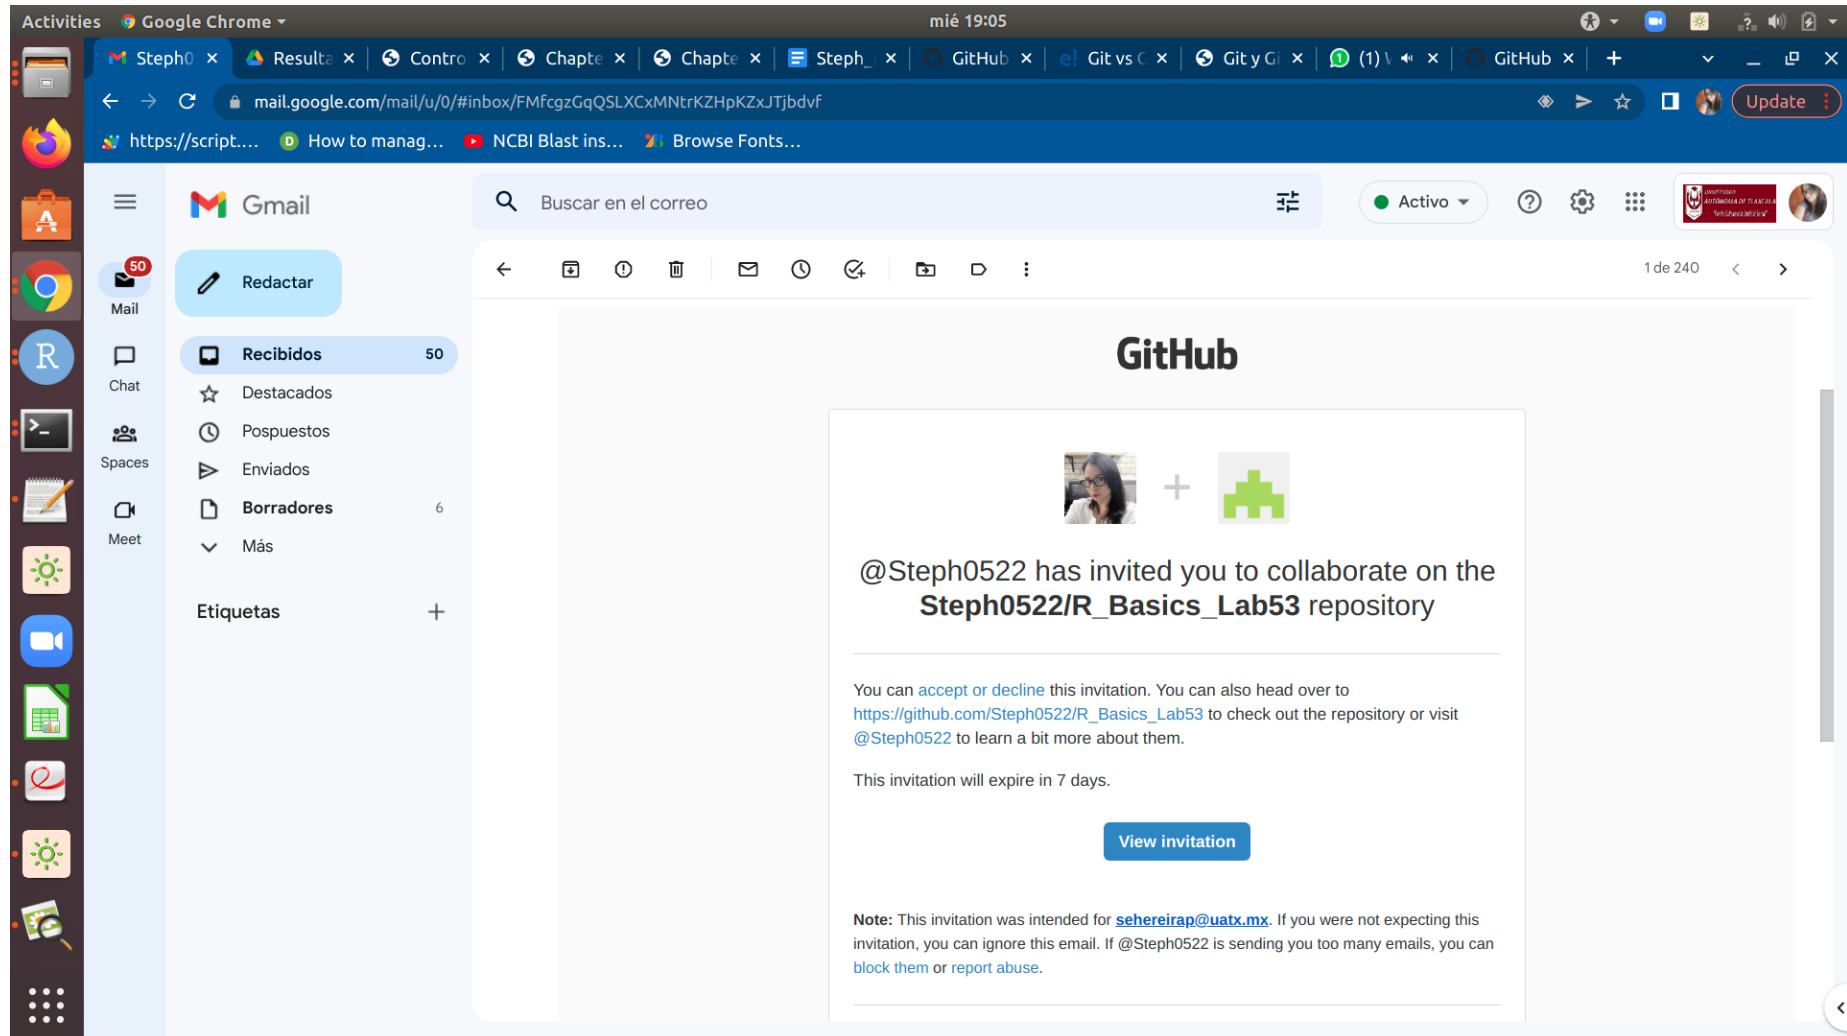 Activities
Google Chrome
mié 19:05
Steph0
Resulta
Contro
Chapte
Chapte
Steph_
GitHub
Git vs
Git y Gi
(1)
GitHub
mail.google.com/mail/u/0/#inbox/FMfcgzGqQSLXCxMNtrKZHpKZxJTjbdvf
Update
https://script....
How to manag...
NCBI Blast ins...
Browse Fonts...
Gmail
Buscar en el correo
Activo
UNIVERSIDAD
AUTÓNOMA DE TLAXCALA
50
Mail
Chat
Spaces
Meet
Redactar
Recibidos 50
Destacados
Pospuestos
Enviados
Borradores 6
Más
Etiquetas
1 de 240
GitHub
@Steph0522 has invited you to collaborate on the
Steph0522/R_Basics_Lab53 repository
You can accept or decline this invitation. You can also head over to
https://github.com/Steph0522/R_Basics_Lab53 to check out the repository or visit
@Steph0522 to learn a bit more about them.
This invitation will expire in 7 days.
View invitation
Note: This invitation was intended for sehereirap@uatx.mx. If you were not expecting this
invitation, you can ignore this email. If @Steph0522 is sending you too many emails, you can
block them or report abuse.